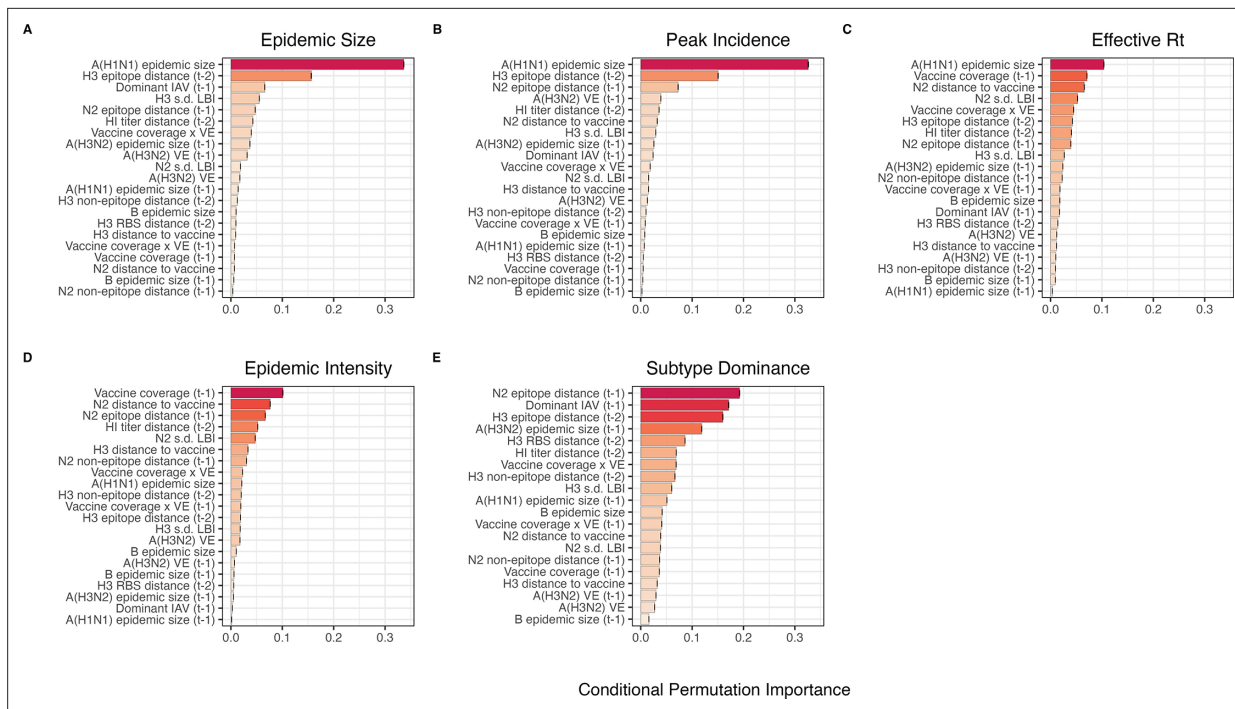 A
Epidemic Size
A(H1N1) epidemic size
H3 epitope distance (t-2)
Dominant IAV (t-1)
H3 s.d. LBI
N2 epitope distance (t-1)
HI titer distance (t-2)
Vaccine coverage x VE
A(H3N2) epidemic size (t-1)
A(H3N2) VE (t-1)
N2 s.d. LBI
A(H3N2) VE
A(H1N1) epidemic size (t-1)
H3 non-epitope distance (t-2)
B epidemic size
H3 RBS distance (t-2)
H3 distance to vaccine
Vaccine coverage x VE (t-1)
Vaccine coverage (t-1)
N2 distance to vaccine
B epidemic size (t-1)
N2 non-epitope distance (t-1)
0.0 0.1 0.2 0.3
B
Peak Incidence
A(H1N1) epidemic size
H3 epitope distance (t-2)
N2 epitope distance (t-1)
A(H3N2) VE (t-1)
HI titer distance (t-2)
N2 distance to vaccine
H3 s.d. LBI
A(H3N2) epidemic size (t-1)
Dominant IAV (t-1)
Vaccine coverage x VE
N2 s.d. LBI
H3 distance to vaccine
A(H3N2) VE
H3 non-epitope distance (t-2)
Vaccine coverage x VE (t-1)
B epidemic size
A(H1N1) epidemic size (t-1)
H3 RBS distance (t-2)
Vaccine coverage (t-1)
N2 non-epitope distance (t-1)
B epidemic size (t-1)
0.0 0.1 0.2 0.3
C
Effective Rt
A(H1N1) epidemic size
Vaccine coverage (t-1)
N2 distance to vaccine
N2 s.d. LBI
Vaccine coverage x VE
H3 epitope distance (t-2)
HI titer distance (t-2)
N2 epitope distance (t-1)
H3 s.d. LBI
A(H3N2) epidemic size (t-1)
N2 non-epitope distance (t-1)
Vaccine coverage x VE (t-1)
B epidemic size
Dominant IAV (t-1)
H3 RBS distance (t-2)
A(H3N2) VE
H3 distance to vaccine
A(H3N2) VE (t-1)
H3 non-epitope distance (t-2)
B epidemic size (t-1)
A(H1N1) epidemic size (t-1)
0.0 0.1 0.2 0.3
D
Epidemic Intensity
Vaccine coverage (t-1)
N2 distance to vaccine
N2 epitope distance (t-1)
HI titer distance (t-2)
N2 s.d. LBI
H3 distance to vaccine
N2 non-epitope distance (t-1)
Vaccine coverage x VE
A(H1N1) epidemic size
H3 non-epitope distance (t-2)
Vaccine coverage x VE (t-1)
H3 epitope distance (t-2)
H3 s.d. LBI
A(H3N2) VE
B epidemic size
A(H3N2) VE (t-1)
B epidemic size (t-1)
H3 RBS distance (t-2)
A(H3N2) epidemic size (t-1)
Dominant IAV (t-1)
A(H1N1) epidemic size (t-1)
0.0 0.1 0.2 0.3
E
Subtype Dominance
N2 epitope distance (t-1)
Dominant IAV (t-1)
H3 epitope distance (t-2)
A(H3N2) epidemic size (t-1)
H3 RBS distance (t-2)
HI titer distance (t-2)
Vaccine coverage x VE
H3 non-epitope distance (t-2)
H3 s.d. LBI
A(H1N1) epidemic size (t-1)
B epidemic size
Vaccine coverage x VE (t-1)
N2 distance to vaccine
N2 s.d. LBI
N2 non-epitope distance (t-1)
Vaccine coverage (t-1)
H3 distance to vaccine
A(H3N2) VE (t-1)
A(H3N2) VE
B epidemic size (t-1)
0.0 0.1 0.2 0.3
Conditional Permutation Importance